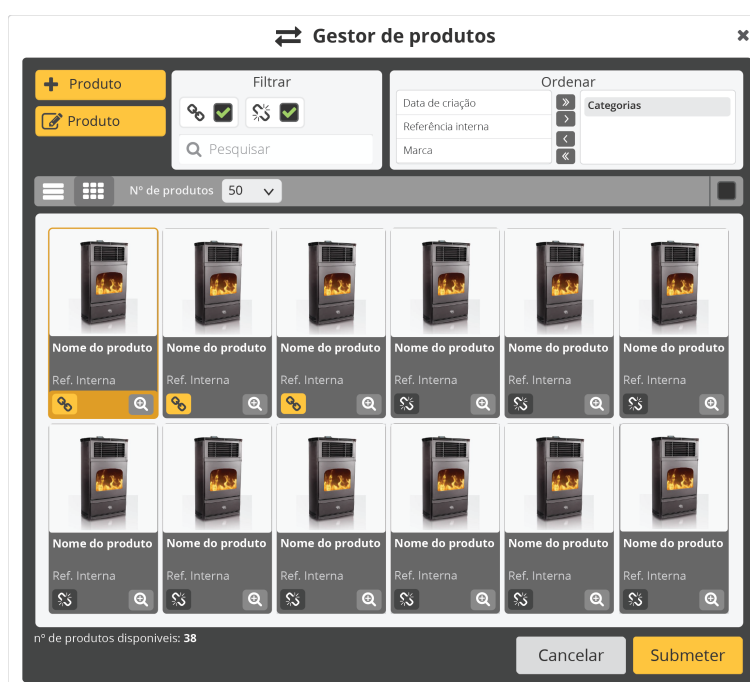 Gestor de produtos
Produto
Produto
Filtrar
Pesquisar
Ordenar
Data de criação
Referência interna
Marca
Categorias
Nº de produtos 50
Nome do produto Nome do produto Nome do produto Nome do produto Nome do produto Nome do produto
Ref. Interna Ref. Interna Ref. Interna Ref. Interna Ref. Interna Ref. Interna
Nome do produto Nome do produto Nome do produto Nome do produto Nome do produto Nome do produto
Ref. Interna Ref. Interna Ref. Interna Ref. Interna Ref. Interna Ref. Interna
nº de produtos disponiveis: 38
Cancelar Submeter